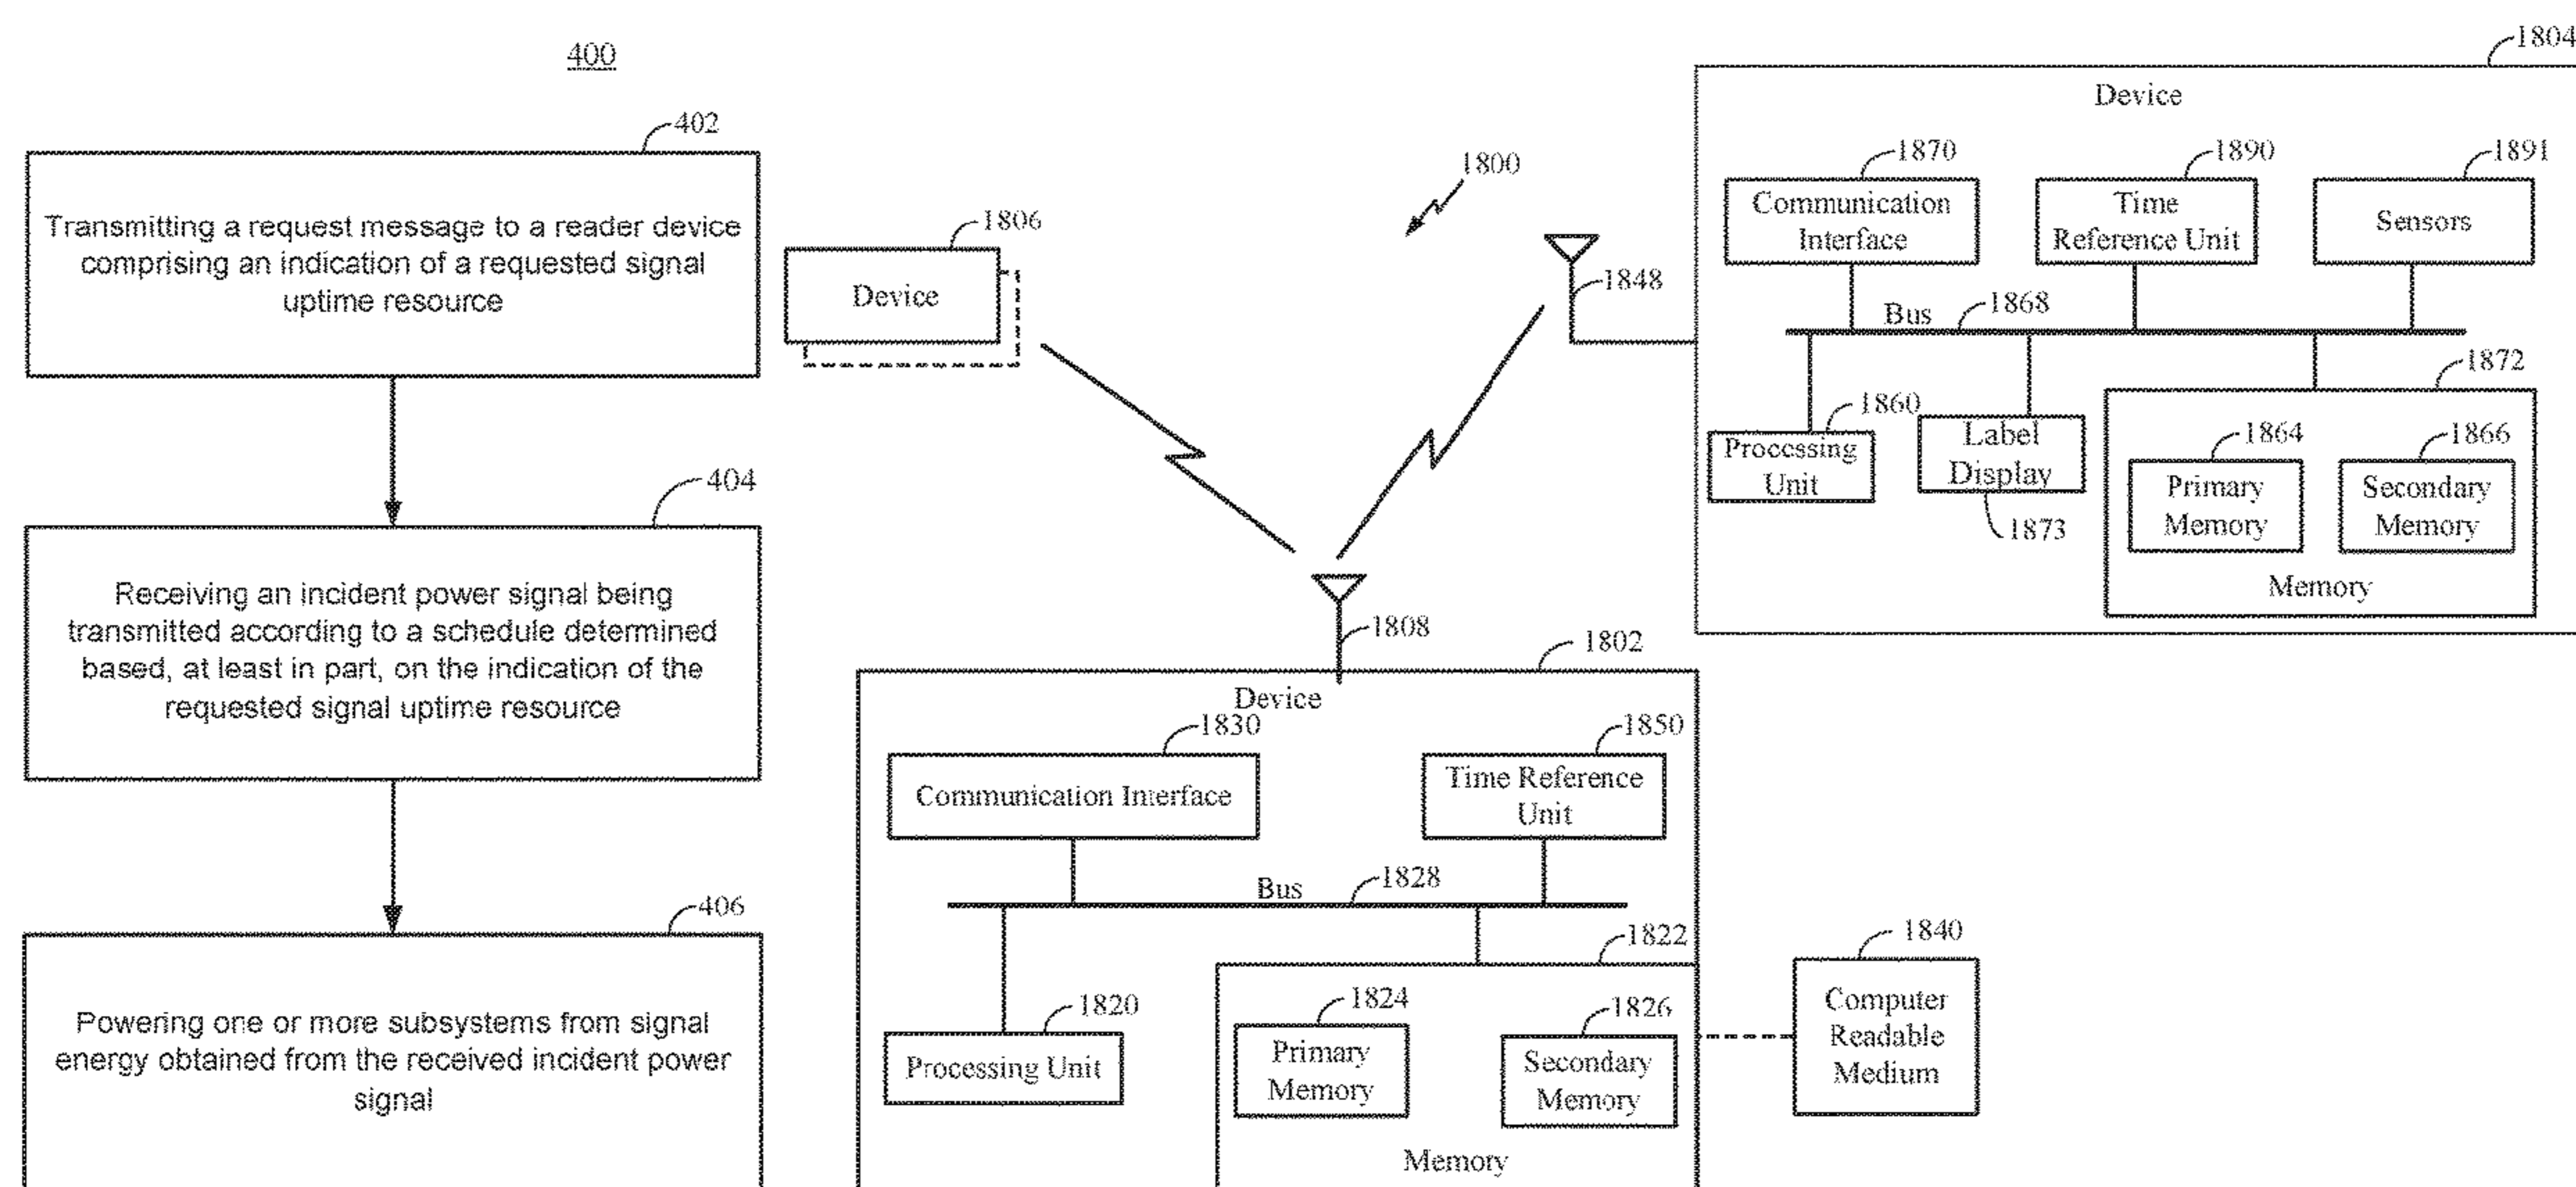 400
402
Transmitting a request message to a reader device
comprising an indication of a requested signal
uptime resource
404
Receiving an incident power signal being
transmitted according to a schedule determined
based, at least in part, on the indication of the
requested signal uptime resource
406
Powering one or more subsystems from signal
energy obtained from the received incident power
signal
1800
1806
Device
1848
1804
Device
1870
Communication
Interface
1890
Time
Reference Unit
1891
Sensors
Bus
1868
1860
Processing
Unit
Label
Display
1873
1872
1864
Primary
Memory
1866
Secondary
Memory
Memory
1808
1802
Device
1830
Communication Interface
1850
Time Reference
Unit
Bus
1828
1820
Processing Unit
1822
1824
Primary
Memory
1826
Secondary
Memory
Memory
1840
Computer
Readable
Medium